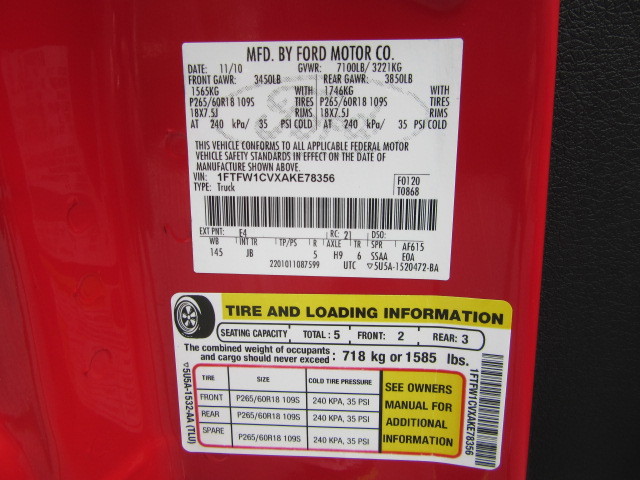 MFD. BY FORD MOTOR CO.
DATE: 11/10 GVWR: 7100LB/ 3221KG
FRONT GAWR: 3450LB REAR GAWR: 3850LB
1565KG WITH 1746KG WITH
P265/60R18 109S TIRES P265/60R18 109S TIRES
18X7.5J RIMS 18X7.5J RIMS
AT 240 kPa/ 35 PSI COLD AT 240 kPa/ 35 PSI COLD
THIS VEHICLE CONFORMS TO ALL APPLICABLE FEDERAL MOTOR
VEHICLE SAFETY STANDARDS IN EFFECT ON THE DATE OF
MANUFACTURE SHOWN ABOVE.
VIN: 1FTFW1CVXAKE78356
TYPE: Truck
F0120
T0868
EXT PNT: E4 RC: 21 DSO:
WB INT TR TP/PS R AXLE TR SPR AF615
145 JB 5 H9 6 SSAA E0A
2201011087599 UTC ▽5U5A-1520472-BA
TIRE AND LOADING INFORMATION
SEATING CAPACITY TOTAL: 5 FRONT: 2 REAR: 3
The combined weight of occupants
and cargo should never exceed: 718 kg or 1585 lbs.
TIRE SIZE COLD TIRE PRESSURE
FRONT P265/60R18 109S 240 KPA, 35 PSI
REAR P265/60R18 109S 240 KPA, 35 PSI
SPARE P265/60R18 109S 240 KPA, 35 PSI
SEE OWNERS
MANUAL FOR
ADDITIONAL
INFORMATION
▽5U5A-1532-AA (TLU)
1FTFW1CVXAKE78356